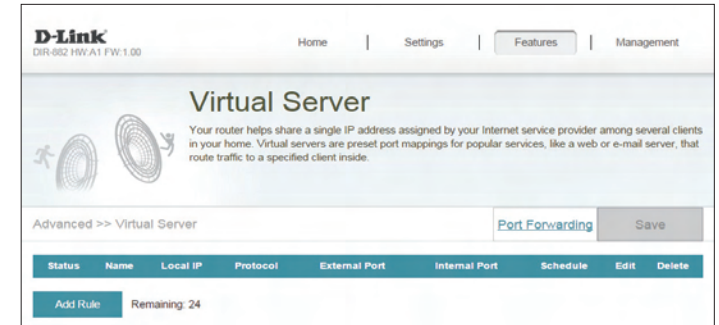 D-Link
DIR-882 HW:A1 FW:1.00
Home | Settings | Features | Management
Virtual Server
Your router helps share a single IP address assigned by your Internet service provider among several clients
in your home. Virtual servers are preset port mappings for popular services, like a web or e-mail server, that
route traffic to a specified client inside.
Advanced >> Virtual Server Port Forwarding Save
Status Name Local IP Protocol External Port Internal Port Schedule Edit Delete
Add Rule Remaining: 24